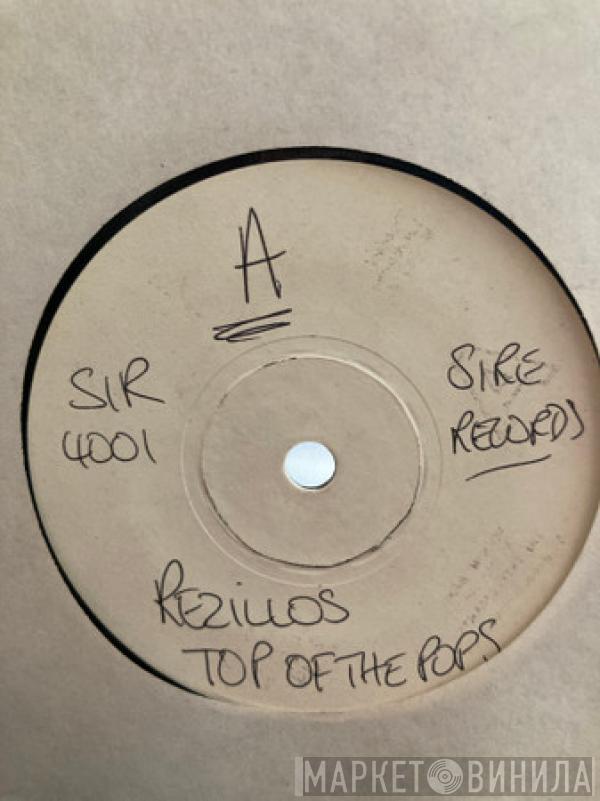 A
SIR
4001
SIRE
RECORDS
REZILLOS
TOP OF THE POPS
МАРКЕТ ВИНИЛА